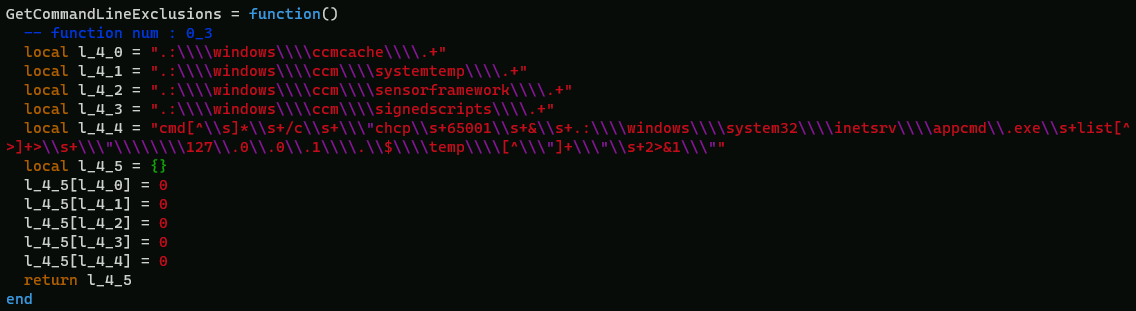 GetCommandLineExclusions = function()
  -- function num : 0_3
  local l_4_0 = ".:\\\\windows\\\\ccmcache\\\\.+"
  local l_4_1 = ".:\\\\windows\\\\ccm\\\\systemtemp\\\\.+"
  local l_4_2 = ".:\\\\windows\\\\ccm\\\\sensorframework\\\\.+"
  local l_4_3 = ".:\\\\windows\\\\ccm\\\\signedscripts\\\\.+"
  local l_4_4 = "cmd[^\\s]*\\s+/c\\s+\\\"chcp\\s+65001\\s+&\\s+.:\\\\windows\\\\system32\\\\inetsrv\\\\appcmd\\.exe\\s+list[^
>]+>\\s+\\\"\\\\\\\\127\\.0\\.0\\.1\\\\.\\$\\\\temp\\\\[^\\\"]+\\\"\\s+2>&1\\\""
  local l_4_5 = {}
  l_4_5[l_4_0] = 0
  l_4_5[l_4_1] = 0
  l_4_5[l_4_2] = 0
  l_4_5[l_4_3] = 0
  l_4_5[l_4_4] = 0
  return l_4_5
end